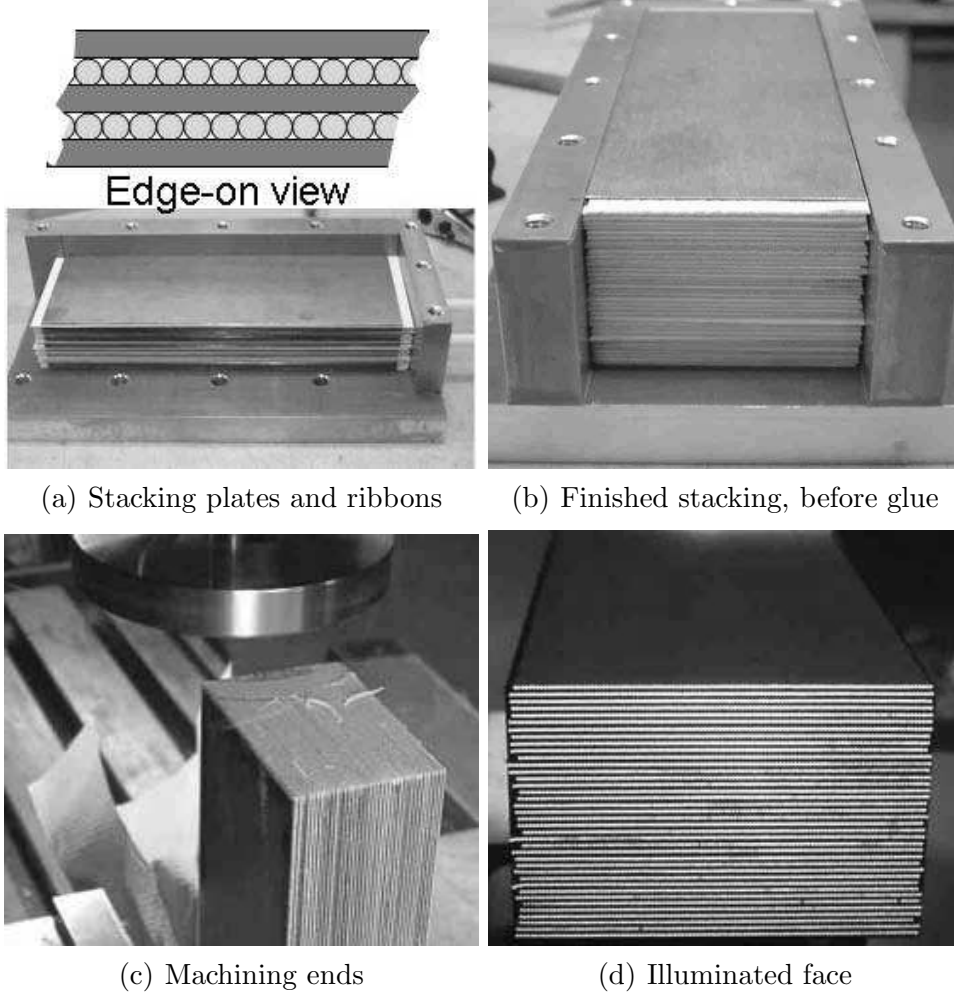 Edge-on view
(a) Stacking plates and ribbons
(b) Finished stacking, before glue
(c) Machining ends
(d) Illuminated face